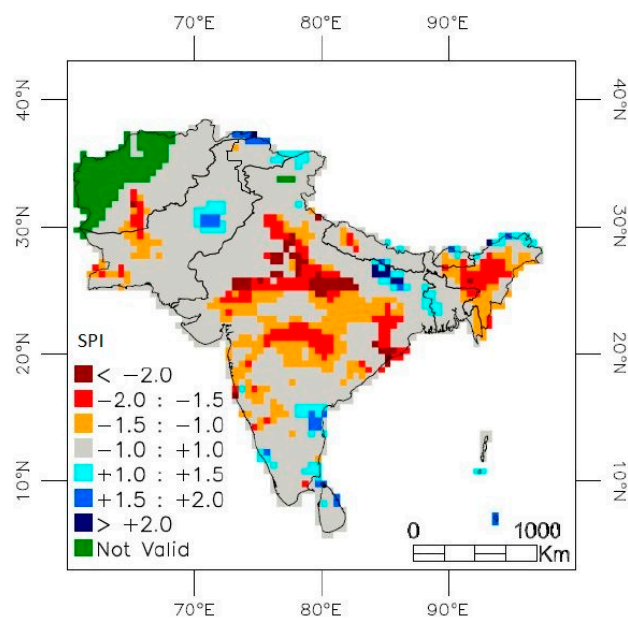 70°E 80°E 90°E
40°N 40°N
30°N 30°N
SPI
20°N 20°N
< −2.0
−2.0 : −1.5
−1.5 : −1.0
−1.0 : +1.0
+1.0 : +1.5
10°N 10°N
+1.5 : +2.0
> +2.0
0 1000
Not Valid
Km
70°E 80°E 90°E